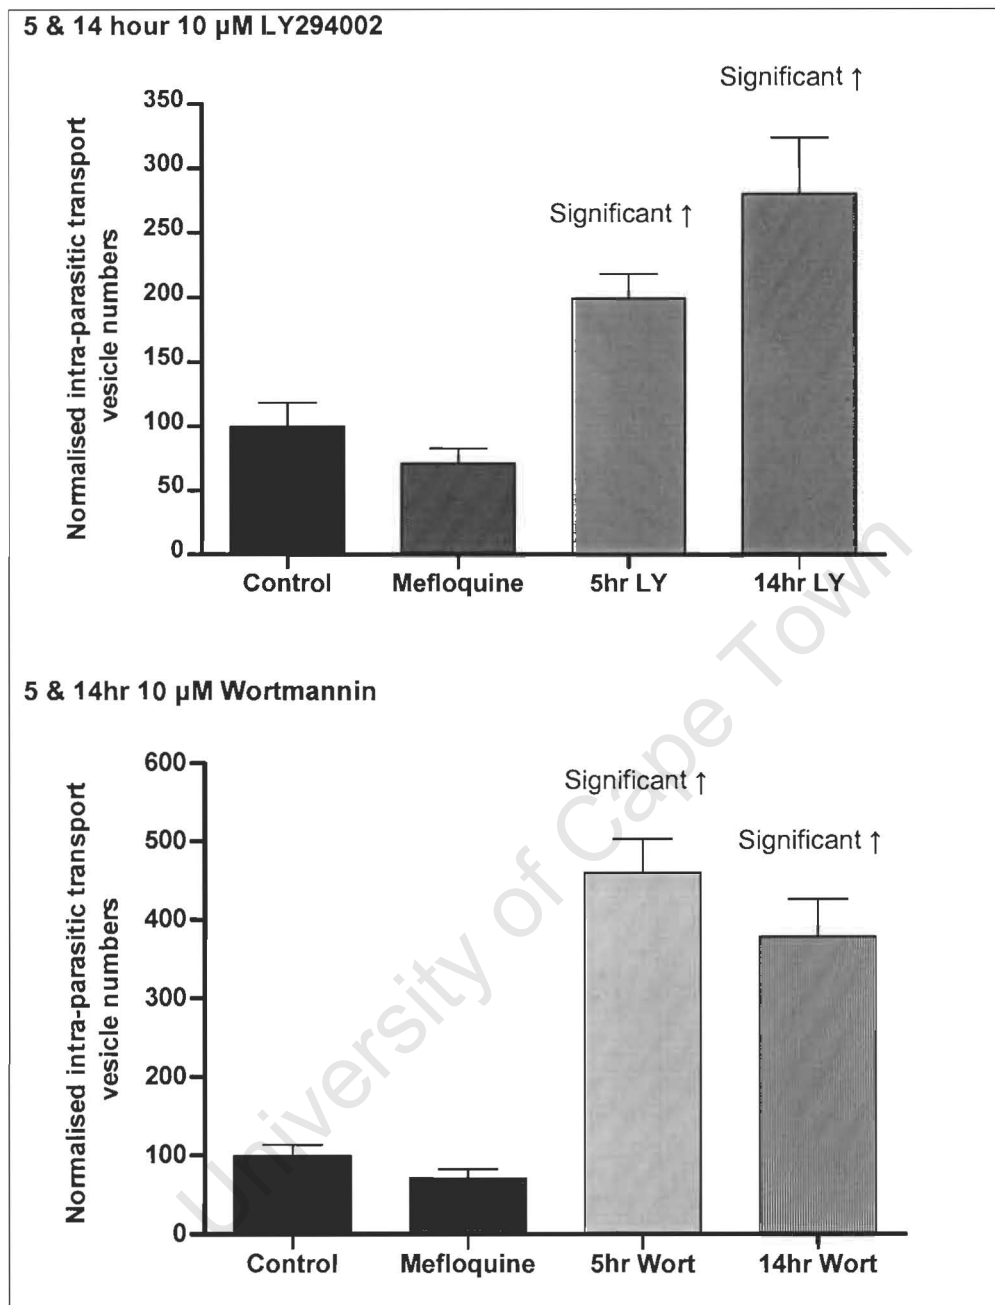 5 & 14 hour 10 µM LY294002
Significant ↑
Significant ↑
Normalised intra-parasitic transport
vesicle numbers
350
300
250
200
150
100
50
0
Control Mefloquine 5hr LY 14hr LY
5 & 14hr 10 µM Wortmannin
Significant ↑
Significant ↑
Normalised intra-parasitic transport
vesicle numbers
600
500
400
300
200
100
0
Control Mefloquine 5hr Wort 14hr Wort
University of Cape Town